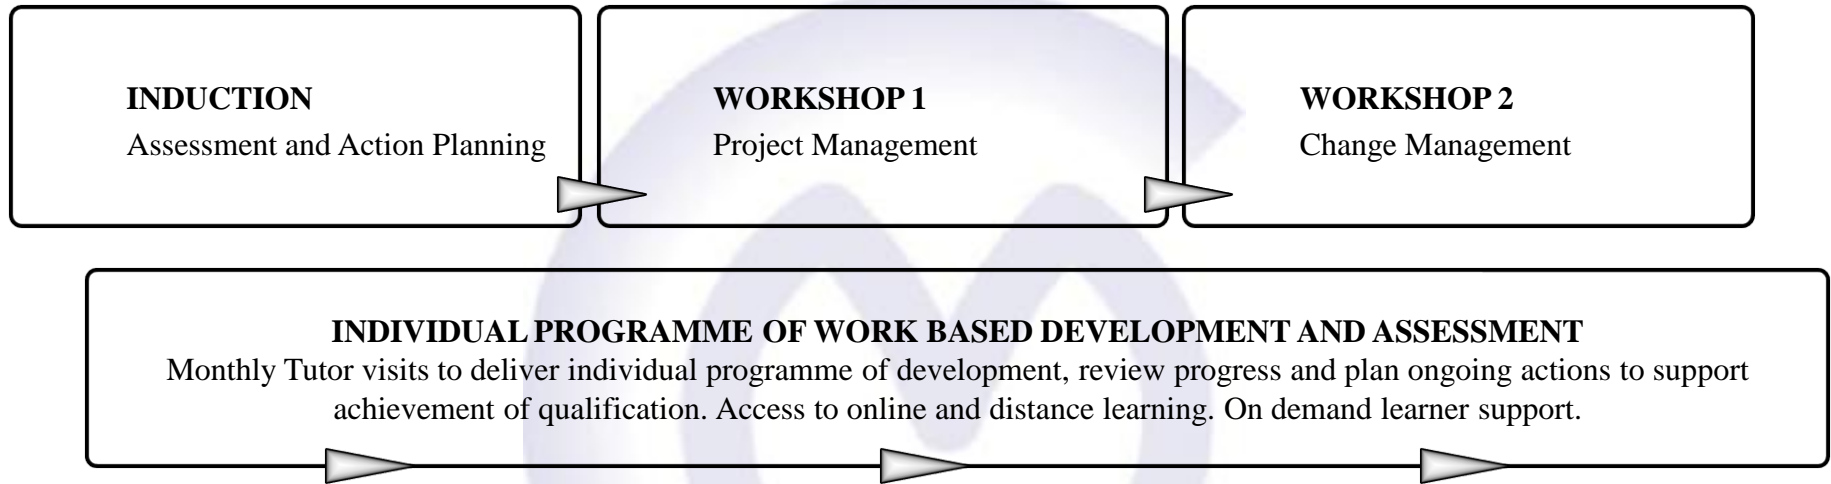 INDUCTION
Assessment and Action Planning
WORKSHOP 1
Project Management
WORKSHOP 2
Change Management
INDIVIDUAL PROGRAMME OF WORK BASED DEVELOPMENT AND ASSESSMENT
Monthly Tutor visits to deliver individual programme of development, review progress and plan ongoing actions to support
achievement of qualification. Access to online and distance learning. On demand learner support.